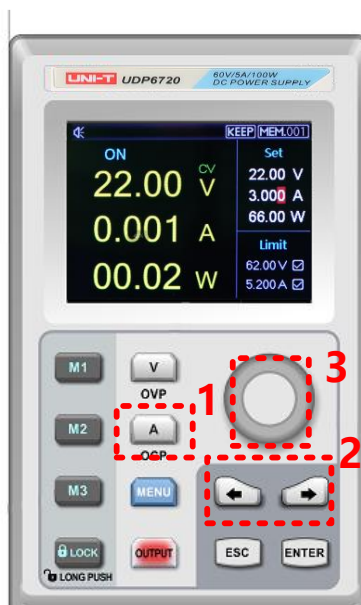 UNI-T UDP6720 60V/5A/100W
DC POWER SUPPLY
KEEP MEM.001
ON Set
22.00 CV V 22.00 V
3.000 A
0.001 A 66.00 W
Limit
00.02 W 62.00 V
5.200 A
M1 V
OVP
1
3
M2 A
OCP
2
M3 MENU
LOCK OUTPUT ESC ENTER
LONG PUSH